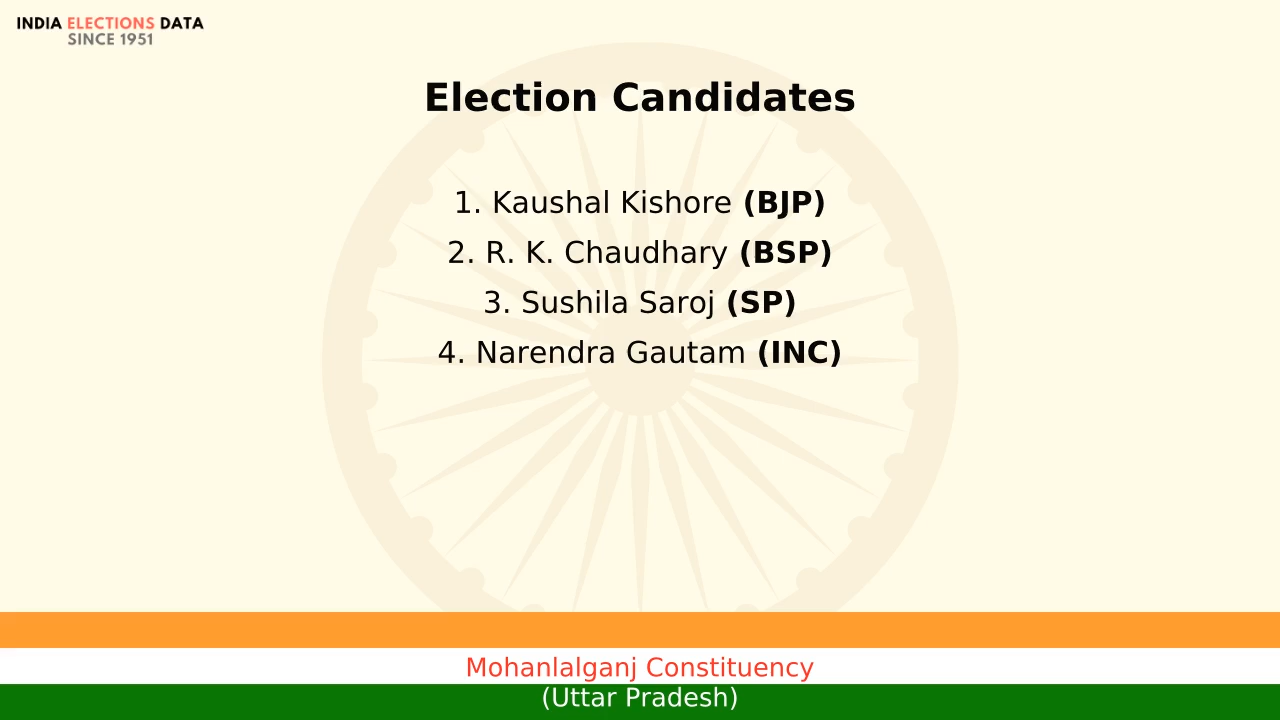 INDIA ELECTIONS DATA
SINCE 1951
Election Candidates
1. Kaushal Kishore (BJP)
2. R. K. Chaudhary (BSP)
3. Sushila Saroj (SP)
4. Narendra Gautam (INC)
Mohanlalganj Constituency
(Uttar Pradesh)